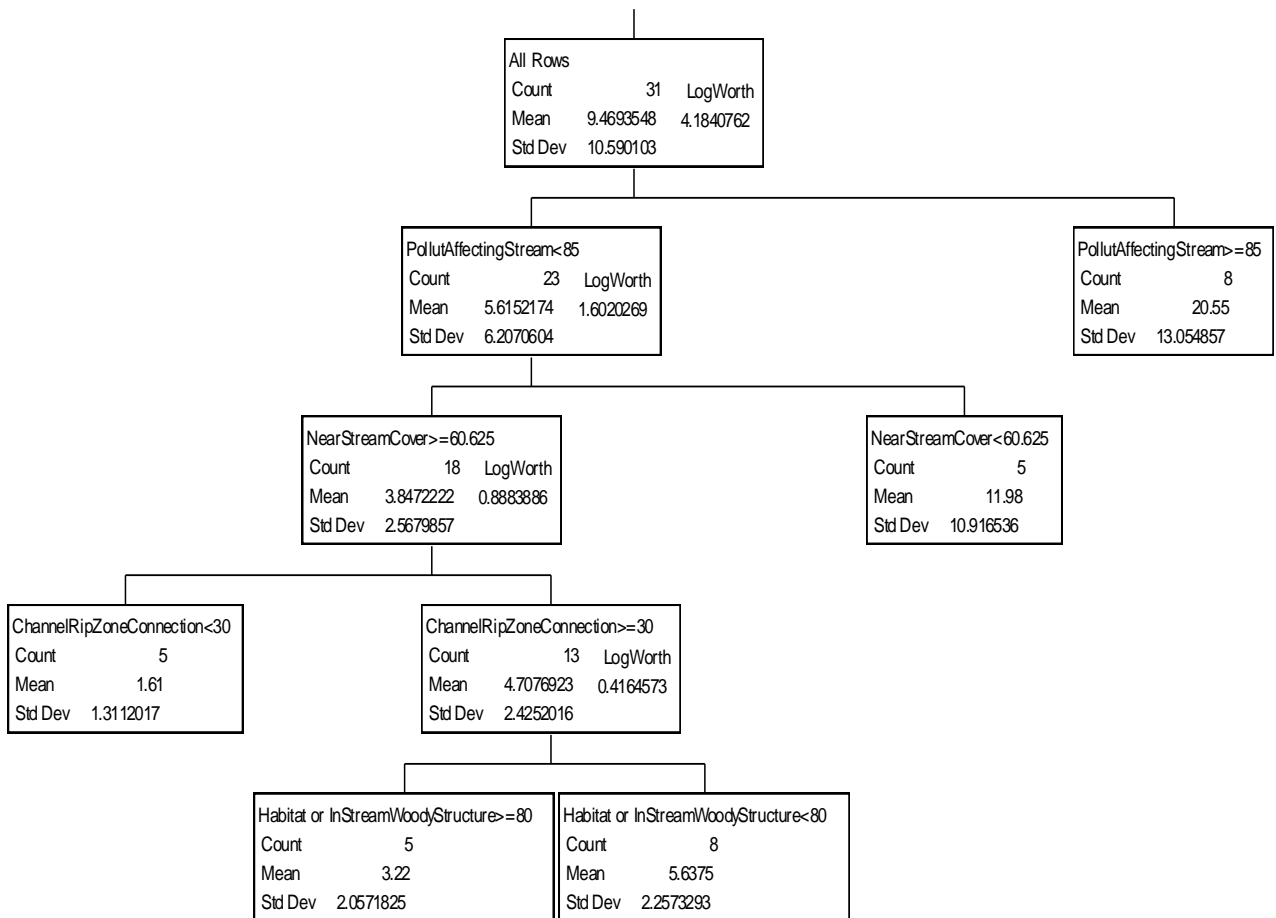 All Rows
Count 31 LogWorth
Mean 9.4693548 4.1840762
Std Dev 10.590103
PollutAffectingStream<85
Count 23 LogWorth
Mean 5.6152174 1.6020269
Std Dev 6.2070604
PollutAffectingStream>=85
Count 8
Mean 20.55
Std Dev 13.054857
NearStreamCover>=60.625
Count 18 LogWorth
Mean 3.8472222 0.8883886
Std Dev 2.5679857
NearStreamCover<60.625
Count 5
Mean 11.98
Std Dev 10.916536
ChannelRipZoneConnection<30
Count 5
Mean 1.61
Std Dev 1.3112017
ChannelRipZoneConnection>=30
Count 13 LogWorth
Mean 4.7076923 0.4164573
Std Dev 2.4252016
Habitat or InStreamWoodyStructure>=80
Count 5
Mean 3.22
Std Dev 2.0571825
Habitat or InStreamWoodyStructure<80
Count 8
Mean 5.6375
Std Dev 2.2573293